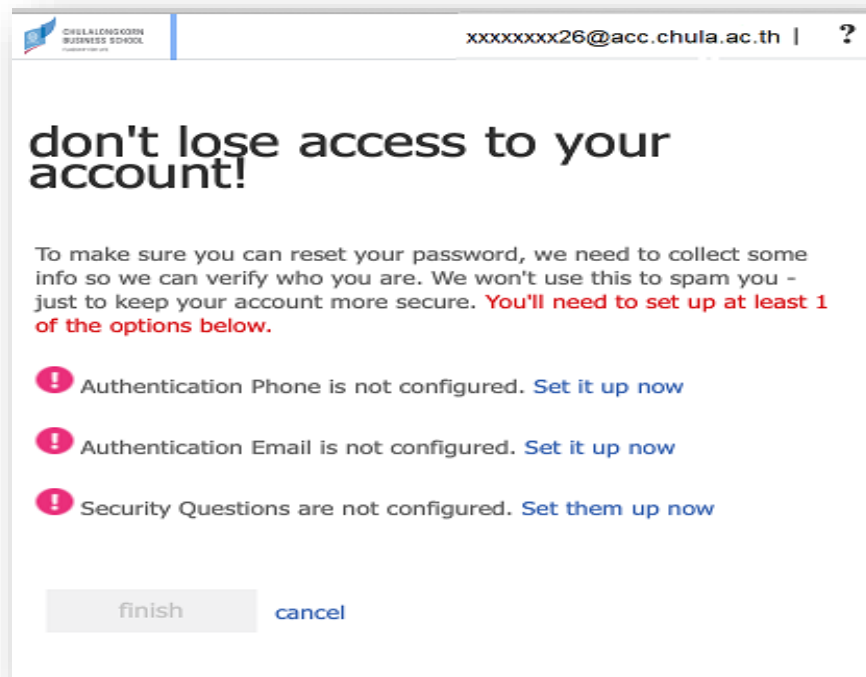 CHULALONGKORN
BUSINESS SCHOOL
xxxxxxxx26@acc.chula.ac.th | ?
don't lose access to your
account!
To make sure you can reset your password, we need to collect some
info so we can verify who you are. We won't use this to spam you -
just to keep your account more secure. You'll need to set up at least 1
of the options below.
! Authentication Phone is not configured. Set it up now
! Authentication Email is not configured. Set it up now
! Security Questions are not configured. Set them up now
finish cancel